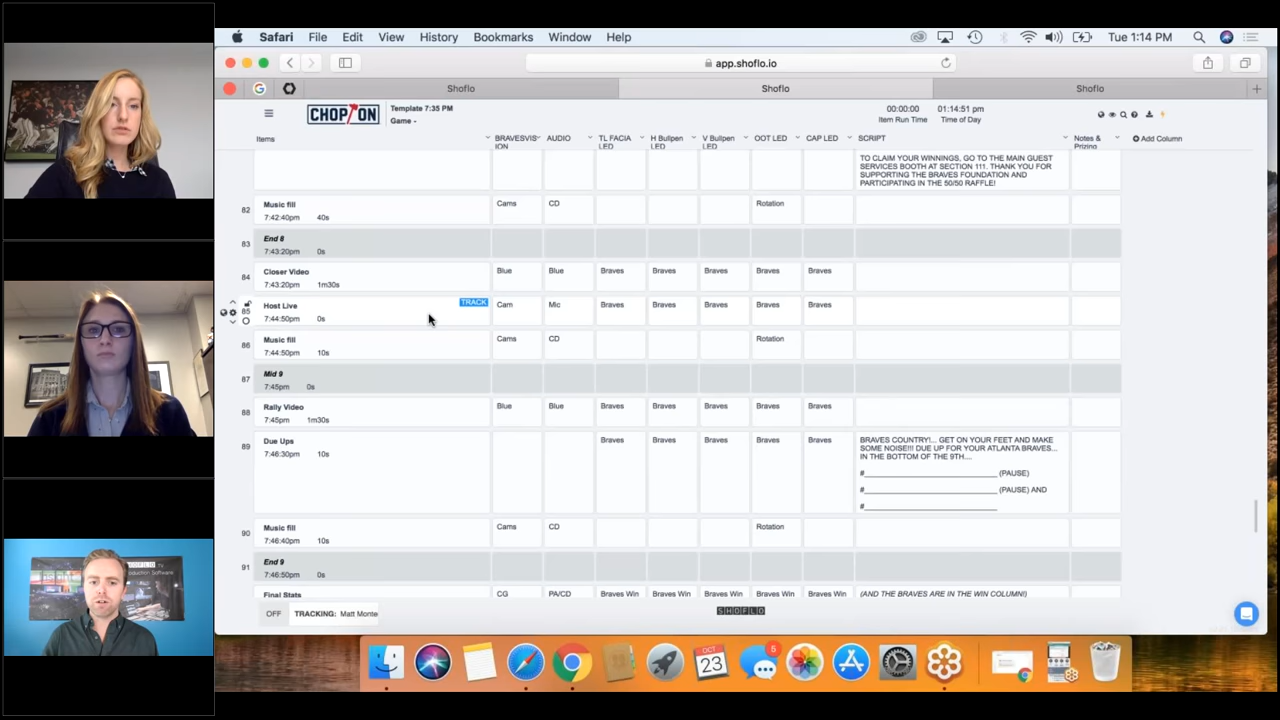 Safari File Edit View History Bookmarks Window Help
Tue 1:14 PM
app.shoflo.io
Shoflo
Shoflo
Shoflo
CHOPON
Template 7:35 PM
Game
00:00:00
Item Run Time
01:14:51 pm
Time of Day
Items
BRAVESVISION
AUDIO
TL FACIA LED
H Bullpen LED
V Bullpen LED
OOT LED
CAP LED
SCRIPT
Notes & Prizing
Add Column
TO CLAIM YOUR WINNINGS, GO TO THE MAIN GUEST
SERVICES BOOTH AT SECTION 111. THANK YOU FOR
SUPPORTING THE BRAVES FOUNDATION AND
PARTICIPATING IN THE 50/50 RAFFLE!
82 Music fill Cams CD Rotation
7:42:40pm 40s
83 End 8
7:43:20pm 0s
84 Closer Video Blue Blue Braves Braves Braves Braves Braves
7:43:20pm 1m30s
85 Host Live TRACK Cam Mic Braves Braves Braves Braves Braves
7:44:50pm 0s
86 Music fill Cams CD Rotation
7:44:50pm 10s
87 Mid 9
7:45pm 0s
88 Rally Video Blue Blue Braves Braves Braves Braves Braves
7:45pm 1m30s
89 Due Ups Braves Braves Braves Braves Braves
7:46:30pm 10s
BRAVES COUNTRY!... GET ON YOUR FEET AND MAKE
SOME NOISE!!! DUE UP FOR YOUR ATLANTA BRAVES...
IN THE BOTTOM OF THE 9TH....
#__________________________ (PAUSE)
#__________________________ (PAUSE) AND
#__________________________
90 Music fill Cams CD Rotation
7:46:40pm 10s
91 End 9
7:46:50pm 0s
Final Stats CG PA/CD Braves Win Braves Win Braves Win Braves Win Braves Win (AND THE BRAVES ARE IN THE WIN COLUMN!)
OFF TRACKING: Matt Monte
SHOFLO
OCT
23
5